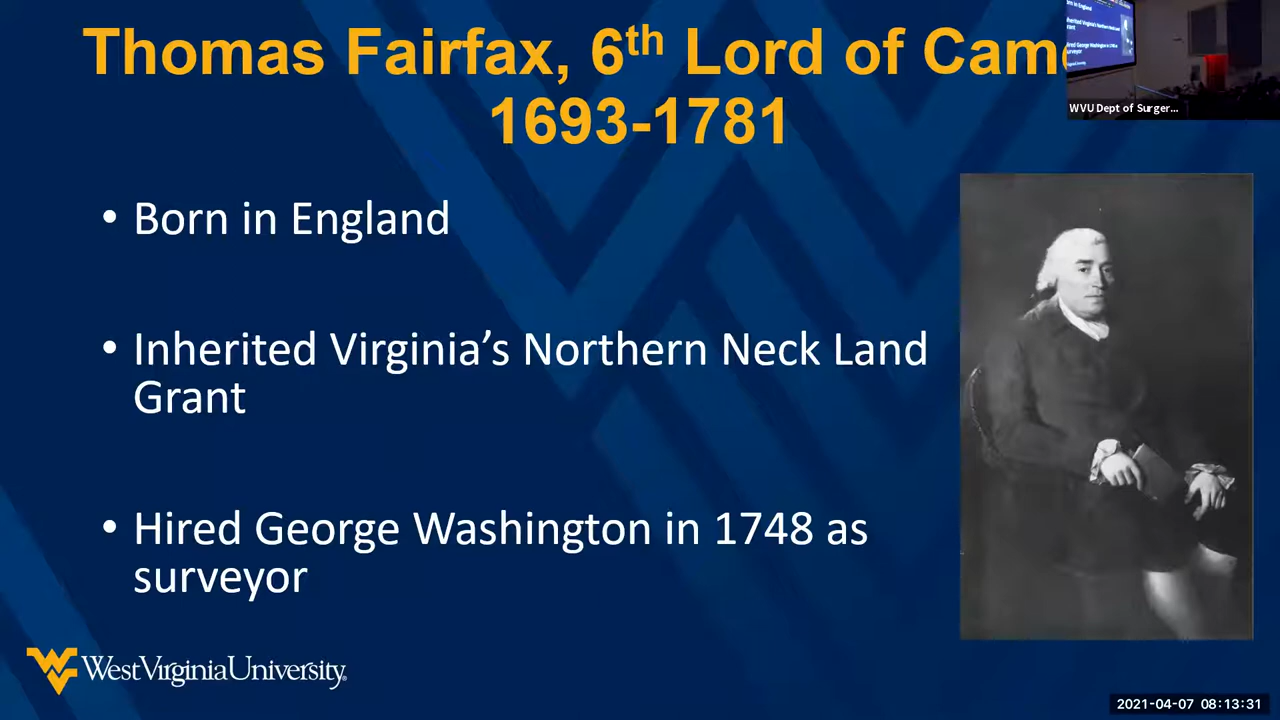 Thomas Fairfax, 6th Lord of Cam
1693-1781
• Born in England
• Inherited Virginia's Northern Neck Land
Grant
• Hired George Washington in 1748 as
surveyor
WestVirginiaUniversity.
WVU Dept of Surger...
2021-04-07 08:13:31